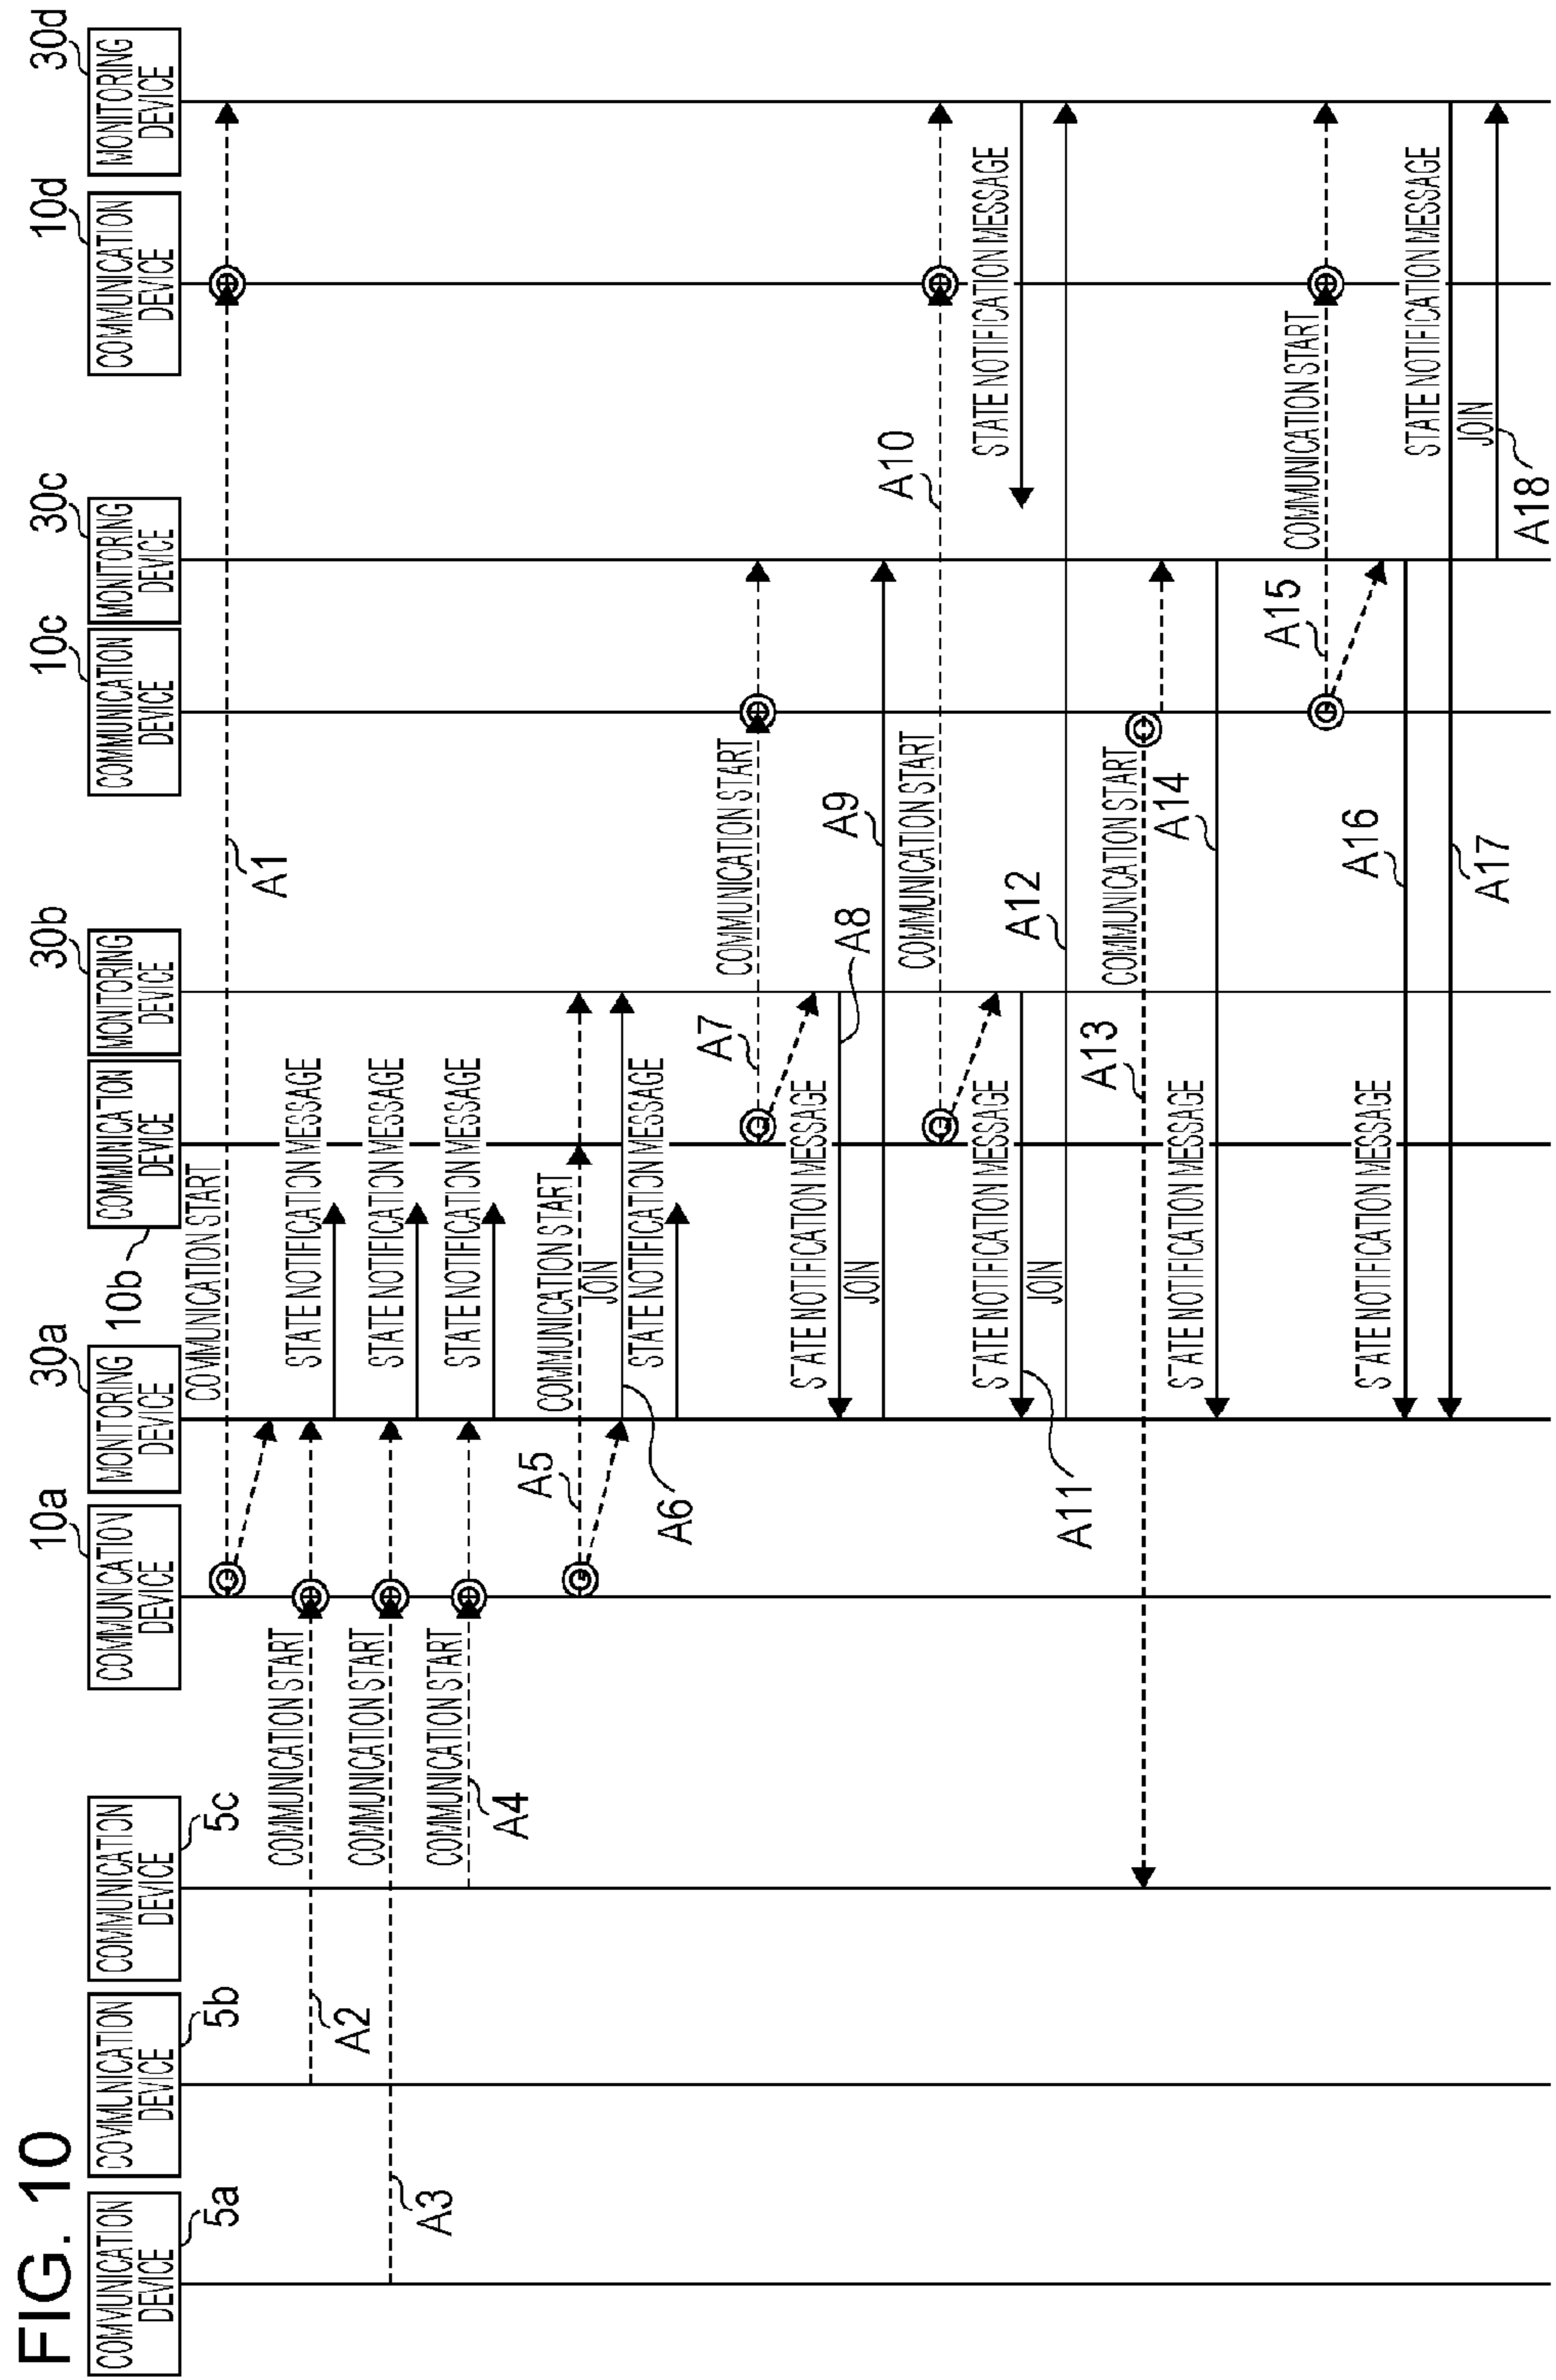 FIG. 10
COMMUNICATION
DEVICE
5a
COMMUNICATION
DEVICE
5b
COMMUNICATION
DEVICE
5c
COMMUNICATION
DEVICE
10a
MONITORING
DEVICE
30a
COMMUNICATION
DEVICE
10b
MONITORING
DEVICE
30b
COMMUNICATION
DEVICE
10c
MONITORING
DEVICE
30c
COMMUNICATION
DEVICE
10d
MONITORING
DEVICE
30d
COMMUNICATION START
A1
COMMUNICATION START
A2
STATE NOTIFICATION MESSAGE
COMMUNICATION START
A3
STATE NOTIFICATION MESSAGE
COMMUNICATION START
A4
STATE NOTIFICATION MESSAGE
COMMUNICATION START
A5
JOIN
A6
STATE NOTIFICATION MESSAGE
COMMUNICATION START
A7
STATE NOTIFICATION MESSAGE
A8
JOIN
A9
COMMUNICATION START
A10
STATE NOTIFICATION MESSAGE
A11
STATE NOTIFICATION MESSAGE
JOIN
A12
COMMUNICATION START
A13
STATE NOTIFICATION MESSAGE
A14
COMMUNICATION START
A15
STATE NOTIFICATION MESSAGE
A16
STATE NOTIFICATION MESSAGE
A17
JOIN
A18